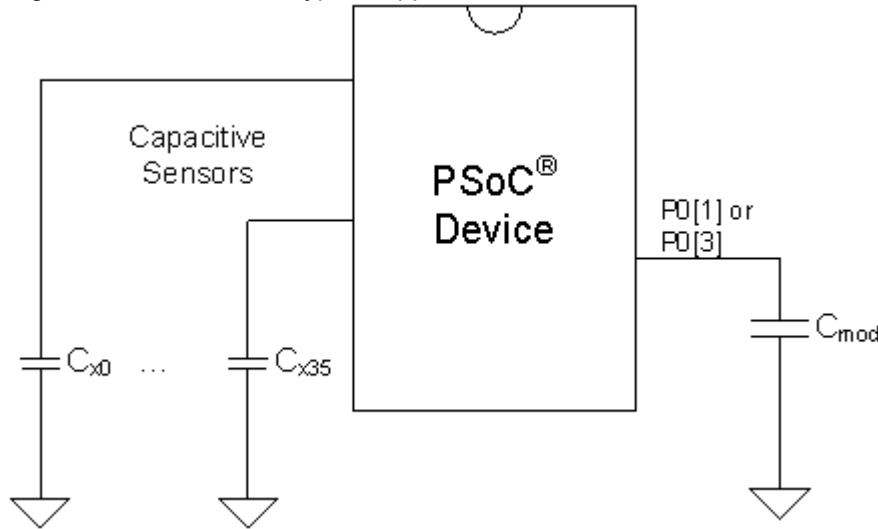 Capacitive
Sensors
PSoC®
Device
P0[1] or
P0[3]
Cx0 ... Cx35
Cmod